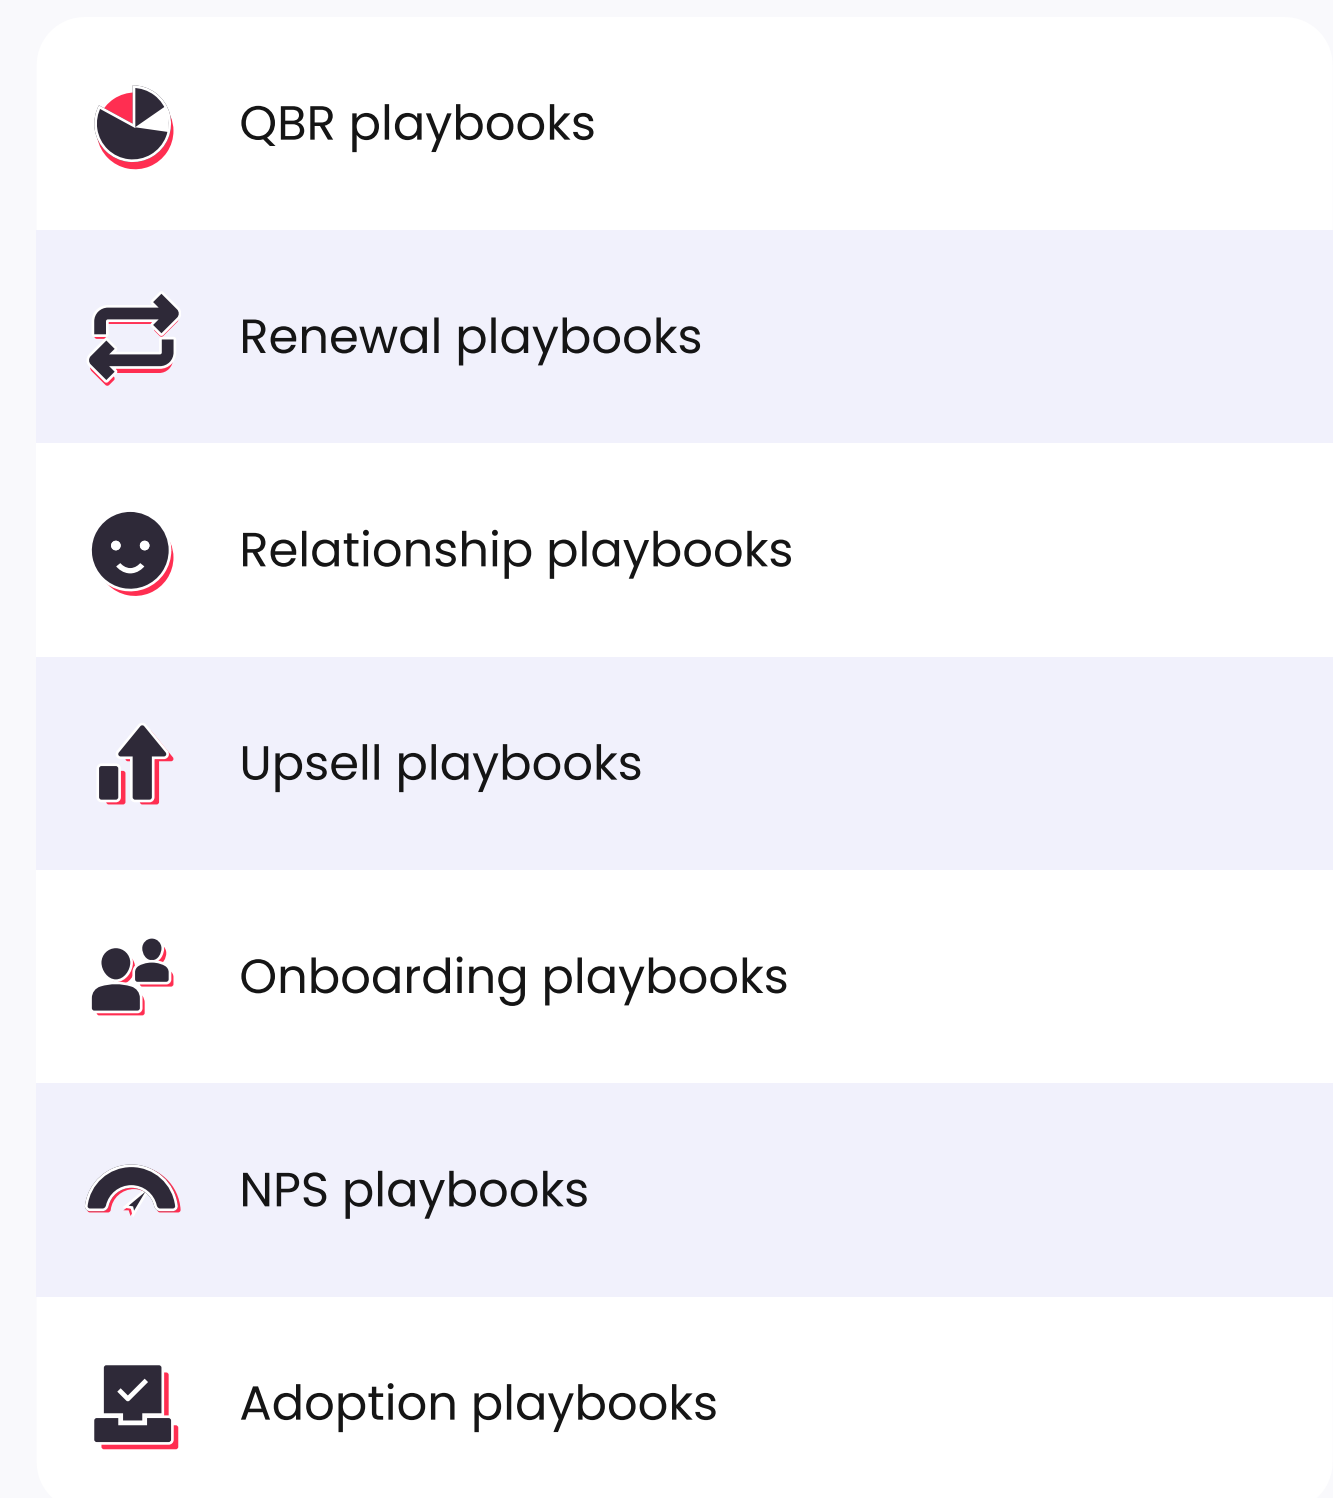 QBR playbooks
Renewal playbooks
Relationship playbooks
Upsell playbooks
Onboarding playbooks
NPS playbooks
Adoption playbooks